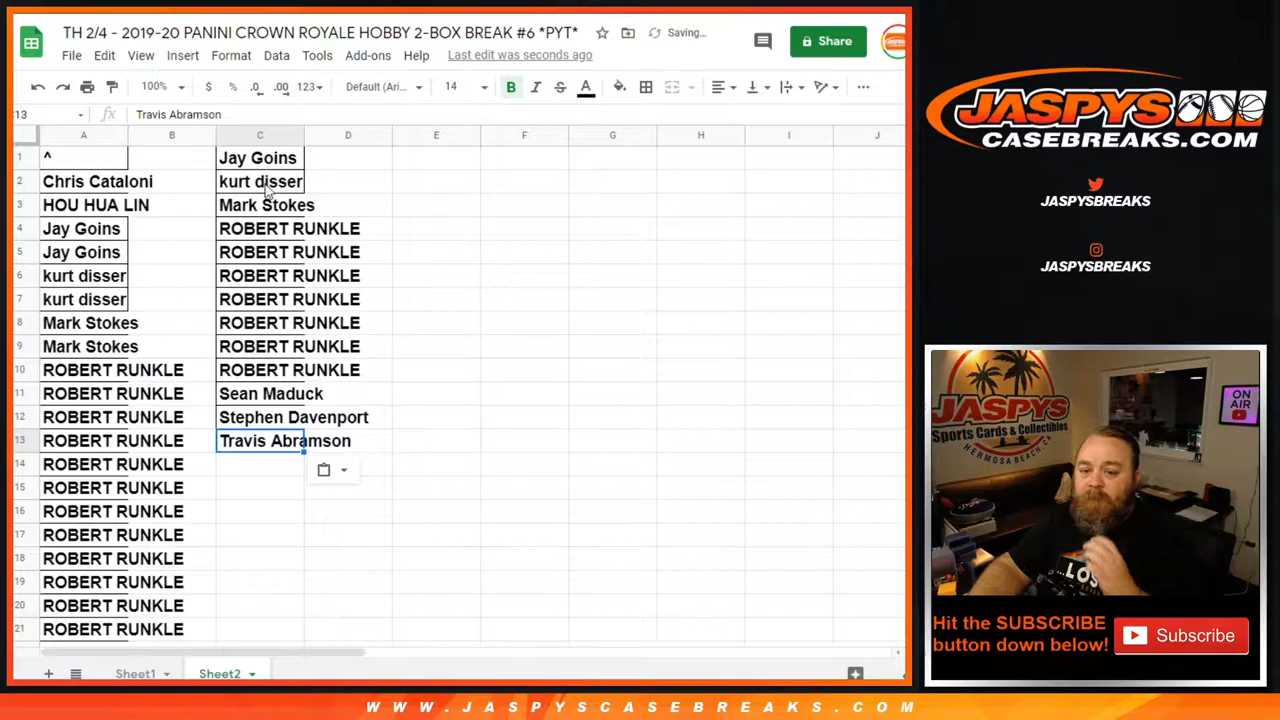 TH 2/4 - 2019-20 PANINI CROWN ROYALE HOBBY 2-BOX BREAK #6 *PYT*
Saving...
Share
File Edit View Insert Format Data Tools Add-ons Help Last edit was seconds ago
100% $ % .0 .00 123 Default (Ari... 14 B I S A
13 fx Travis Abramson
A B C D E F G H I J
1 ^ Jay Goins
2 Chris Cataloni kurt disser
3 HOU HUA LIN Mark Stokes
4 Jay Goins ROBERT RUNKLE
5 Jay Goins ROBERT RUNKLE
6 kurt disser ROBERT RUNKLE
7 kurt disser ROBERT RUNKLE
8 Mark Stokes ROBERT RUNKLE
9 Mark Stokes ROBERT RUNKLE
10 ROBERT RUNKLE ROBERT RUNKLE
11 ROBERT RUNKLE Sean Maduck
12 ROBERT RUNKLE Stephen Davenport
13 ROBERT RUNKLE Travis Abramson
14 ROBERT RUNKLE
15 ROBERT RUNKLE
16 ROBERT RUNKLE
17 ROBERT RUNKLE
18 ROBERT RUNKLE
19 ROBERT RUNKLE
20 ROBERT RUNKLE
21 ROBERT RUNKLE
Sheet1 Sheet2
JASPYS
CASEBREAKS.COM
JASPYSBREAKS
JASPYSBREAKS
JASPYS
Sports Cards & Collectibles
HERMOSA BEACH, CA
ON AIR
LOS
Hit the SUBSCRIBE
button down below!
Subscribe
WWW.JASPYSCASEBREAKS.COM